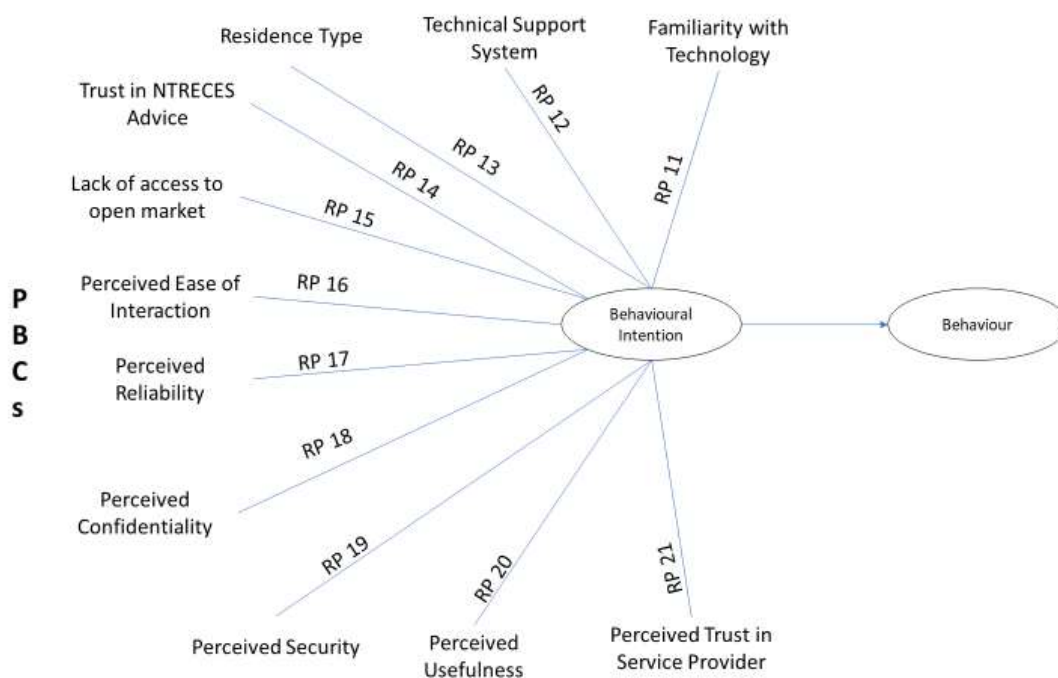 Residence Type
Technical Support
System
Familiarity with
Technology
Trust in NTRECES
Advice
RP 12
RP 11
RP 13
RP 14
Lack of access to
open market
RP 15
P
B
C
s
Perceived Ease of
Interaction
RP 16
Behavioural
Intention
Behaviour
Perceived
Reliability
RP 17
RP 18
Perceived
Confidentiality
RP 19
RP 20
RP 21
Perceived Security
Perceived
Usefulness
Perceived Trust in
Service Provider